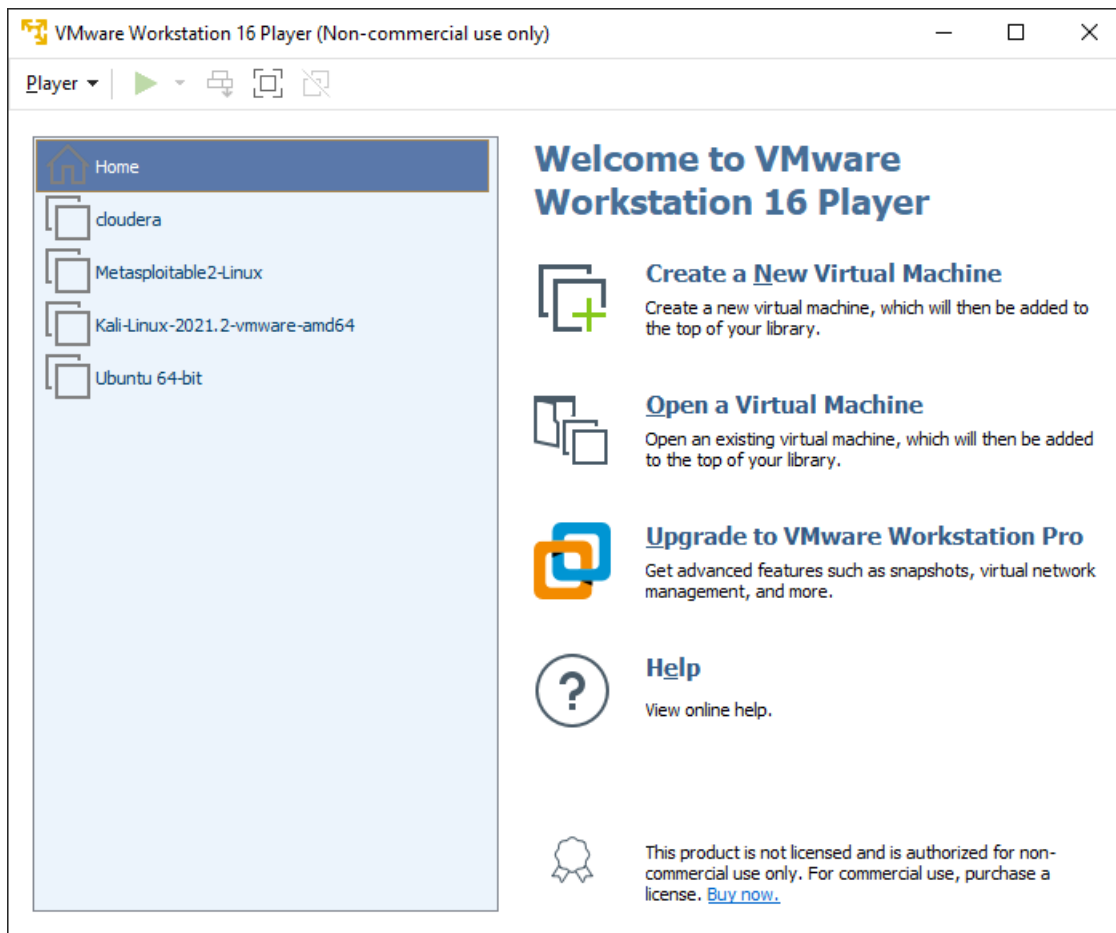 VMware Workstation 16 Player (Non-commercial use only)
Player
Home
cloudera
Metasploitable2-Linux
Kali-Linux-2021.2-vmware-amd64
Ubuntu 64-bit
Welcome to VMware
Workstation 16 Player
Create a New Virtual Machine
Create a new virtual machine, which will then be added to
the top of your library.
Open a Virtual Machine
Open an existing virtual machine, which will then be added
to the top of your library.
Upgrade to VMware Workstation Pro
Get advanced features such as snapshots, virtual network
management, and more.
Help
View online help.
This product is not licensed and is authorized for non-
commercial use only. For commercial use, purchase a
license. Buy now.